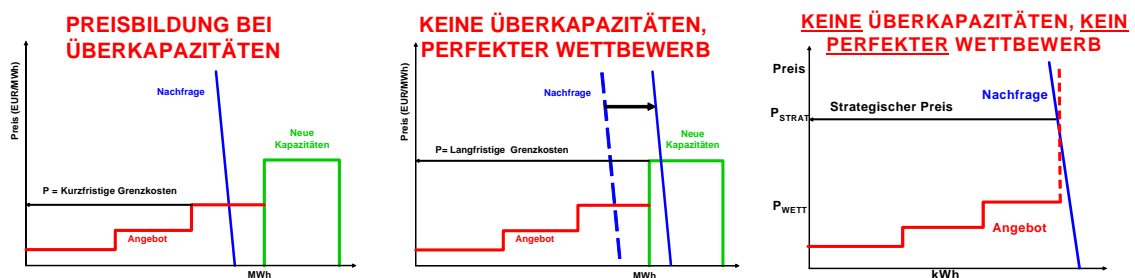 PREISBILDUNG BEI
ÜBERKAPAZITÄTEN
Preis (EUR/MWh)
Nachfrage
Neue
Kapazitäten
P = Kurzfristige Grenzkosten
Angebot
MWh
KEINE ÜBERKAPAZITÄTEN,
PERFEKTER WETTBEWERB
Preis (EUR/MWh)
Nachfrage
Neue
Kapazitäten
P= Langfristige Grenzkosten
Angebot
MWh
KEINE ÜBERKAPAZITÄTEN, KEIN
PERFEKTER WETTBEWERB
Preis
Nachfrage
Strategischer Preis
PSTRAT
PWETT
Angebot
kWh